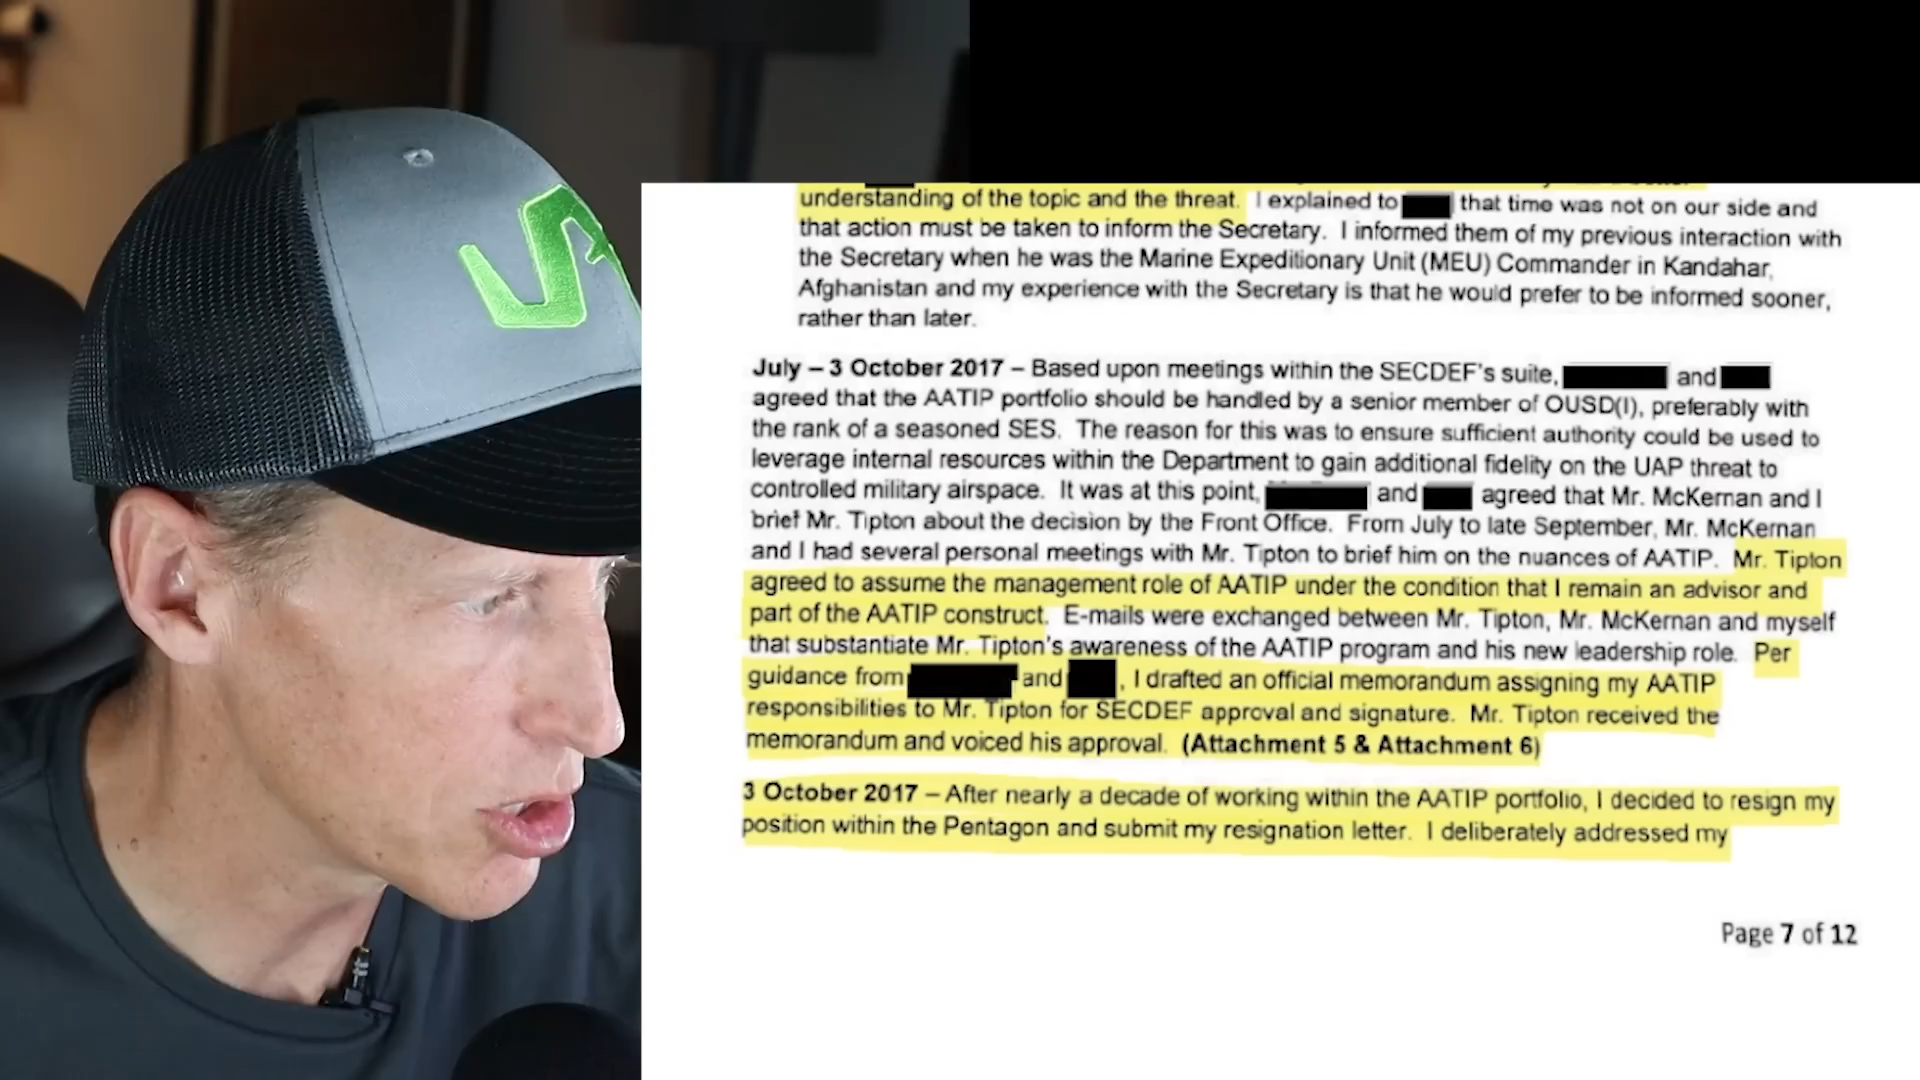 understanding of the topic and the threat. I explained to that time was not on our side and
that action must be taken to inform the Secretary. I informed them of my previous interaction with
the Secretary when he was the Marine Expeditionary Unit (MEU) Commander in Kandahar,
Afghanistan and my experience with the Secretary is that he would prefer to be informed sooner,
rather than later.
July – 3 October 2017 – Based upon meetings within the SECDEF's suite, and
agreed that the AATIP portfolio should be handled by a senior member of OUSD(I), preferably with
the rank of a seasoned SES. The reason for this was to ensure sufficient authority could be used to
leverage internal resources within the Department to gain additional fidelity on the UAP threat to
controlled military airspace. It was at this point, and agreed that Mr. McKernan and I
brief Mr. Tipton about the decision by the Front Office. From July to late September, Mr. McKernan
and I had several personal meetings with Mr. Tipton to brief him on the nuances of AATIP. Mr. Tipton
agreed to assume the management role of AATIP under the condition that I remain an advisor and
part of the AATIP construct. E-mails were exchanged between Mr. Tipton, Mr. McKernan and myself
that substantiate Mr. Tipton's awareness of the AATIP program and his new leadership role. Per
guidance from and , I drafted an official memorandum assigning my AATIP
responsibilities to Mr. Tipton for SECDEF approval and signature. Mr. Tipton received the
memorandum and voiced his approval. (Attachment 5 & Attachment 6)
3 October 2017 – After nearly a decade of working within the AATIP portfolio, I decided to resign my
position within the Pentagon and submit my resignation letter. I deliberately addressed my
Page 7 of 12